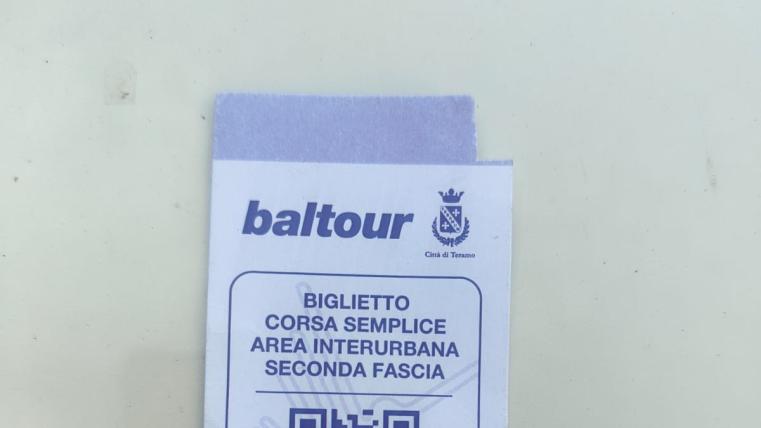 baltour
Città di Teramo
BIGLIETTO
CORSA SEMPLICE
AREA INTERURBANA
SECONDA FASCIA